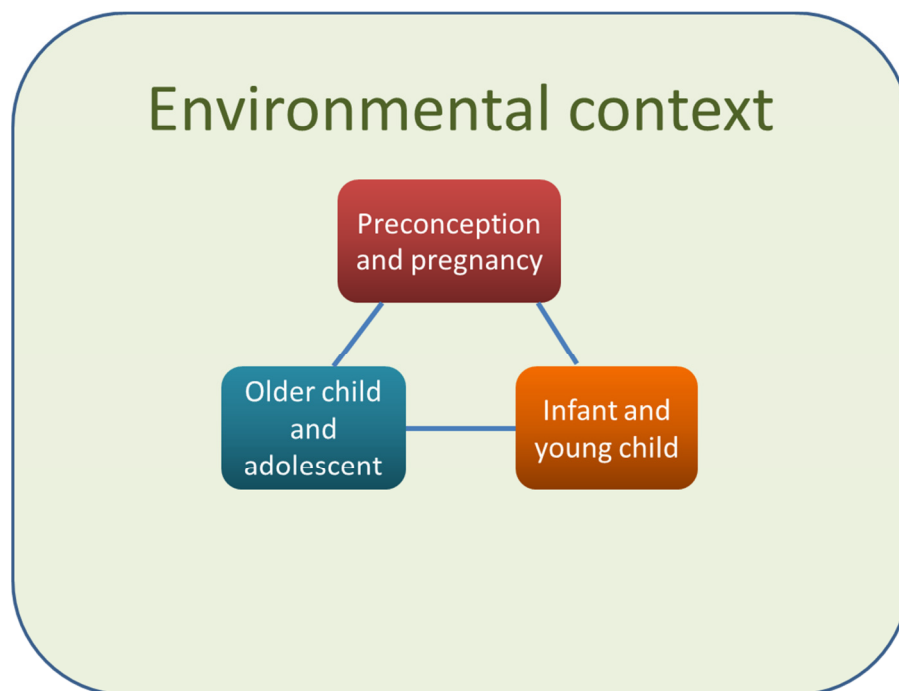 Environmental context
Preconception
and pregnancy
Older child
and
adolescent
Infant and
young child